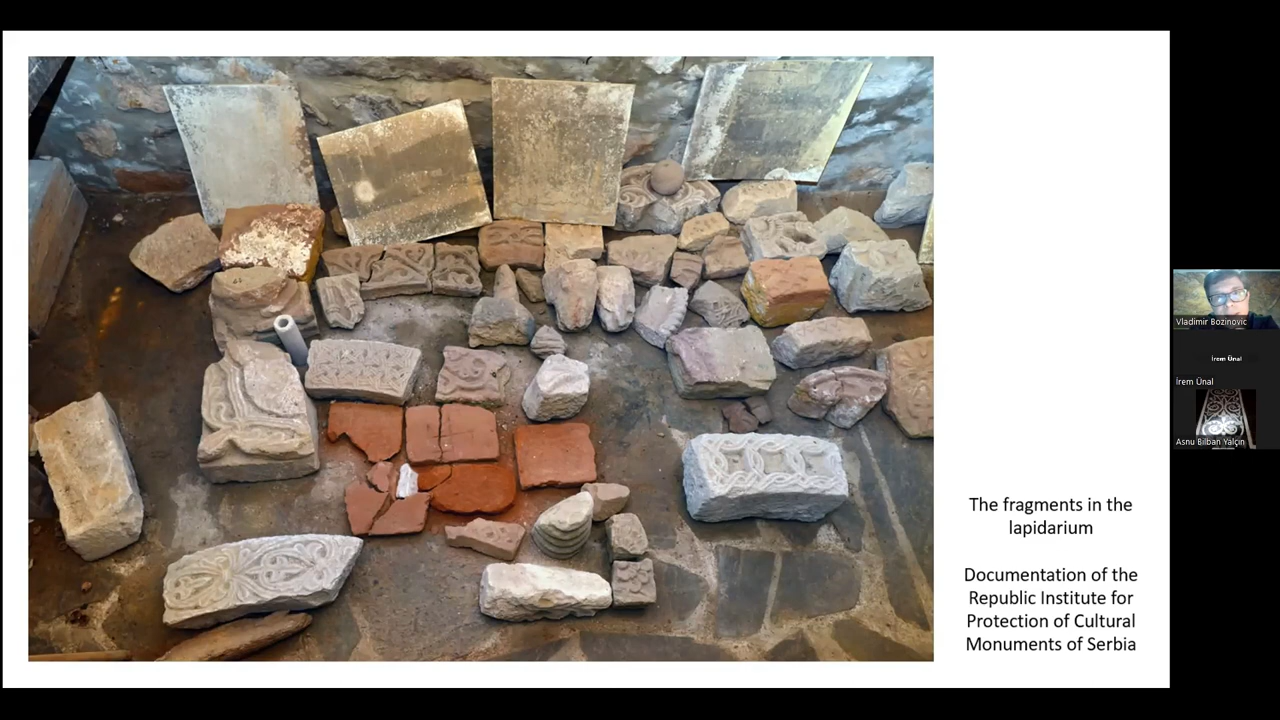 The fragments in the
lapidarium
Documentation of the
Republic Institute for
Protection of Cultural
Monuments of Serbia
Vladimir Bozinovic
İrem Ünal
İrem Ünal
Asnu Bilban Yalçın